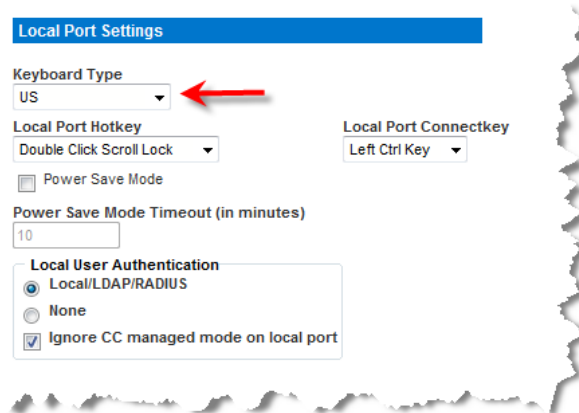 Local Port Settings
Keyboard Type
US
Local Port Hotkey
Local Port Connectkey
Double Click Scroll Lock
Left Ctrl Key
Power Save Mode
Power Save Mode Timeout (in minutes)
10
Local User Authentication
Local/LDAP/RADIUS
None
Ignore CC managed mode on local port